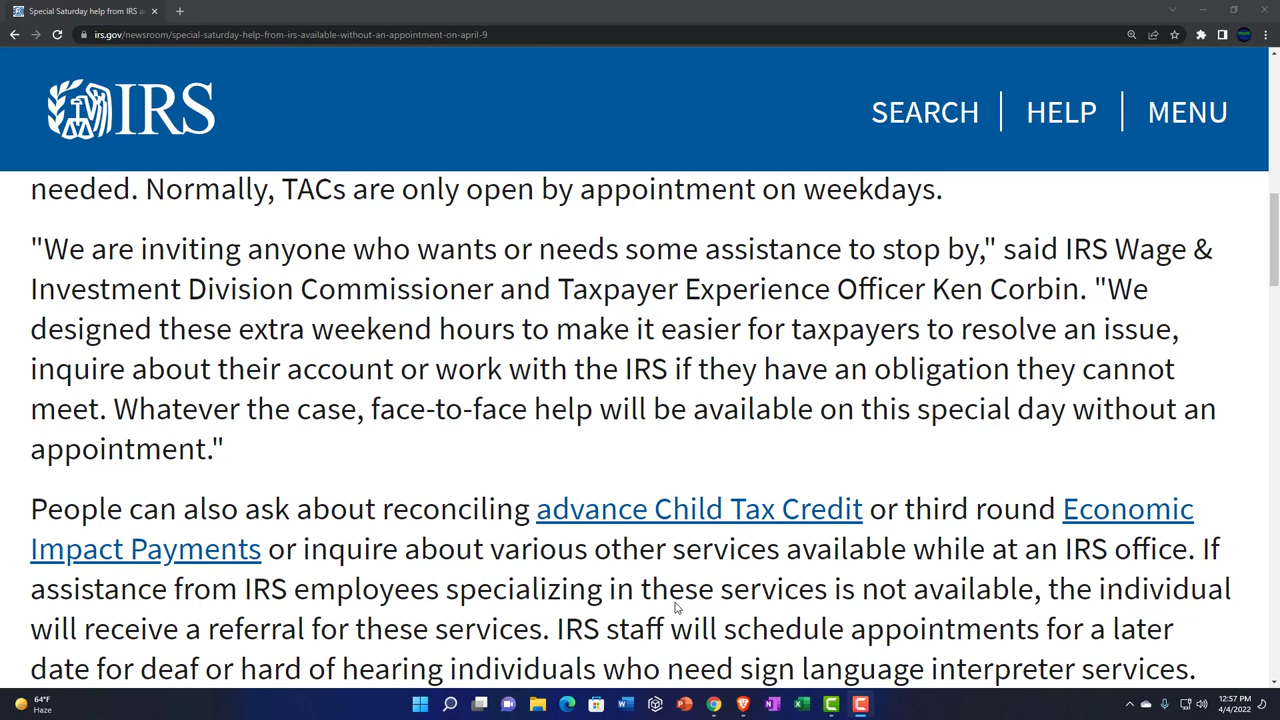 Special Saturday help from IRS a
irs.gov/newsroom/special-saturday-help-from-irs-available-without-an-appointment-on-april-9
IRS
SEARCH
HELP
MENU
needed. Normally, TACs are only open by appointment on weekdays.
"We are inviting anyone who wants or needs some assistance to stop by," said IRS Wage &
Investment Division Commissioner and Taxpayer Experience Officer Ken Corbin. "We
designed these extra weekend hours to make it easier for taxpayers to resolve an issue,
inquire about their account or work with the IRS if they have an obligation they cannot
meet. Whatever the case, face-to-face help will be available on this special day without an
appointment."
People can also ask about reconciling advance Child Tax Credit or third round Economic
Impact Payments or inquire about various other services available while at an IRS office. If
assistance from IRS employees specializing in these services is not available, the individual
will receive a referral for these services. IRS staff will schedule appointments for a later
date for deaf or hard of hearing individuals who need sign language interpreter services.
64°F
Haze
12:57 PM
4/4/2022